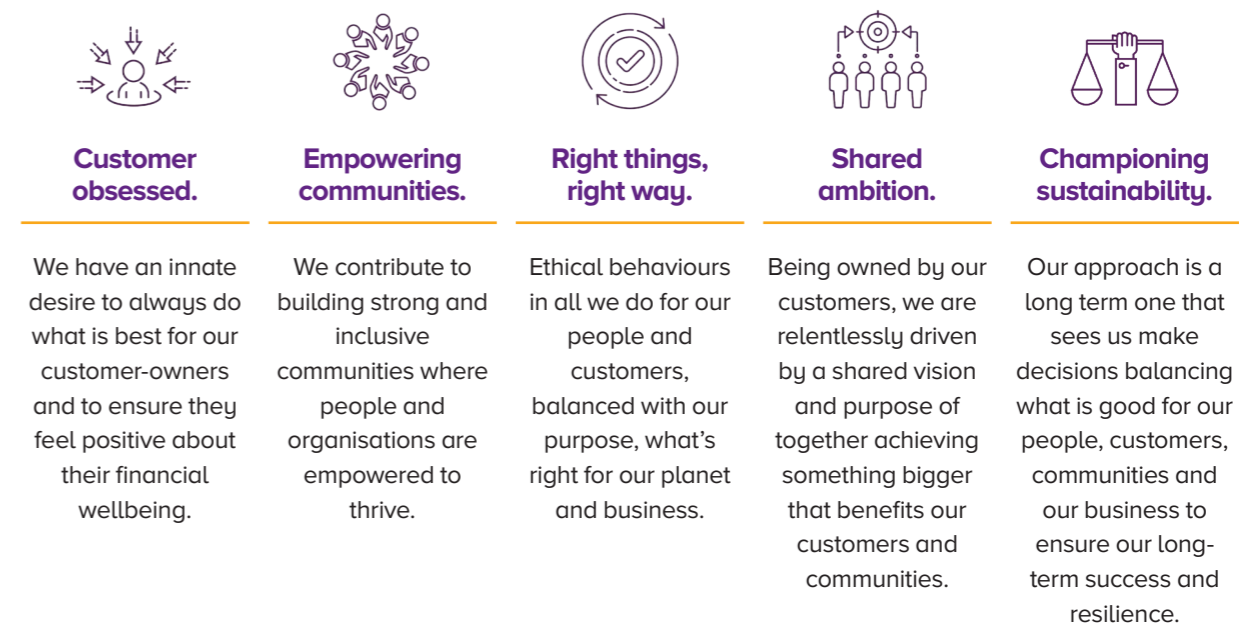 Customer
obsessed.
We have an innate
desire to always do
what is best for our
customer-owners
and to ensure they
feel positive about
their financial
wellbeing.
Empowering
communities.
We contribute to
building strong and
inclusive
communities where
people and
organisations are
empowered to
thrive.
Right things,
right way.
Ethical behaviours
in all we do for our
people and
customers,
balanced with our
purpose, what’s
right for our planet
and business.
Shared
ambition.
Being owned by our
customers, we are
relentlessly driven
by a shared vision
and purpose of
together achieving
something bigger
that benefits our
customers and
communities.
Championing
sustainability.
Our approach is a
long term one that
sees us make
decisions balancing
what is good for our
people, customers,
communities and
our business to
ensure our long-
term success and
resilience.